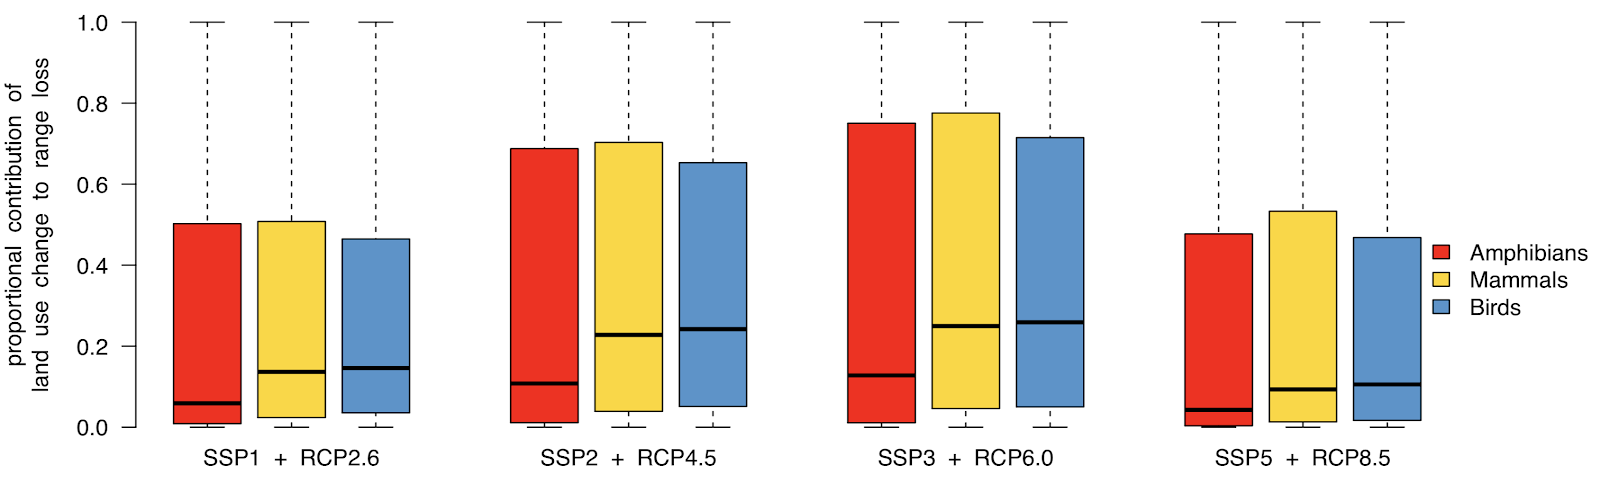 proportional contribution of
land use change to range loss
1.0
0.8
0.6
0.4
0.2
0.0
SSP1 + RCP2.6
SSP2 + RCP4.5
SSP3 + RCP6.0
SSP5 + RCP8.5
Amphibians
Mammals
Birds